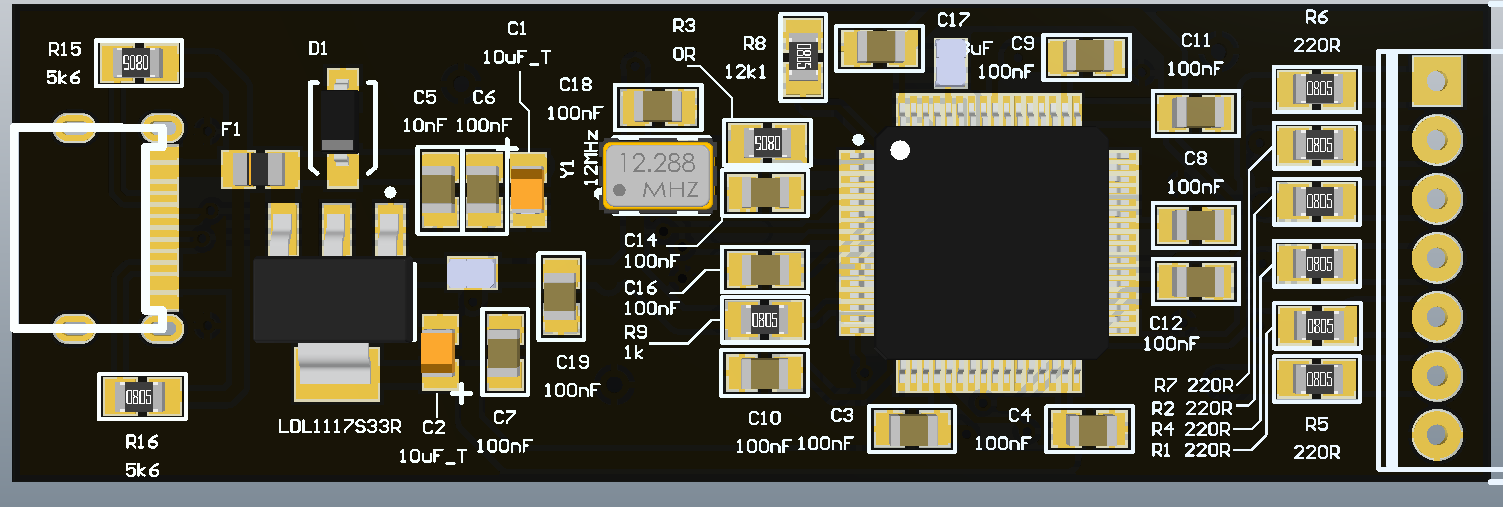 R15
5k6
D1
C1
10uF_T
R3
0R
R8
12k1
C17
3uF
C9
100nF
C11
100nF
R6
220R
0805
0805
0805
F1
C5
10nF
C6
100nF
C18
100nF
Y1
12MHz
12.288
MHZ
0805
0805
C8
100nF
0805
C14
100nF
C16
100nF
R9
1k
0805
0805
C12
100nF
0805
C19
100nF
0805
0805
R16
5k6
LDL1117S33R
C2
10uF_T
C7
100nF
C10
100nF
C3
100nF
C4
100nF
R7 220R
R2 220R
R4 220R
R1 220R
R5
220R